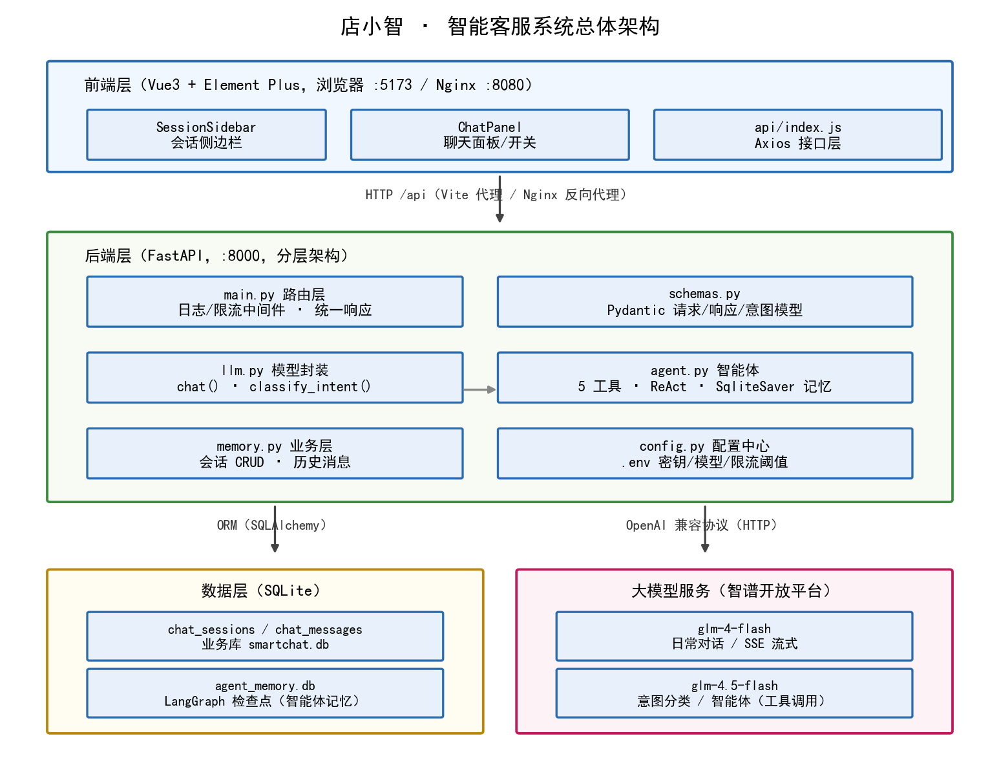 店小智 · 智能客服系统总体架构
前端层（Vue3 + Element Plus, 浏览器 :5173 / Nginx :8080）
SessionSidebar
会话侧边栏
ChatPanel
聊天面板/开关
api/index.js
Axios 接口层
HTTP /api（Vite 代理 / Nginx 反向代理）
后端层（FastAPI, :8000, 分层架构）
main.py 路由层
日志/限流中间件 · 统一响应
schemas.py
Pydantic 请求/响应/意图模型
llm.py 模型封装
chat() · classify_intent()
agent.py 智能体
5 工具 · ReAct · SqliteSaver 记忆
memory.py 业务层
会话 CRUD · 历史消息
config.py 配置中心
.env 密钥/模型/限流阈值
ORM（SQLAlchemy）
OpenAI 兼容协议（HTTP）
数据层（SQLite）
chat_sessions / chat_messages
业务库 smartchat.db
agent_memory.db
LangGraph 检查点（智能体记忆）
大模型服务（智谱开放平台）
glm-4-flash
日常对话 / SSE 流式
glm-4.5-flash
意图分类 / 智能体（工具调用）